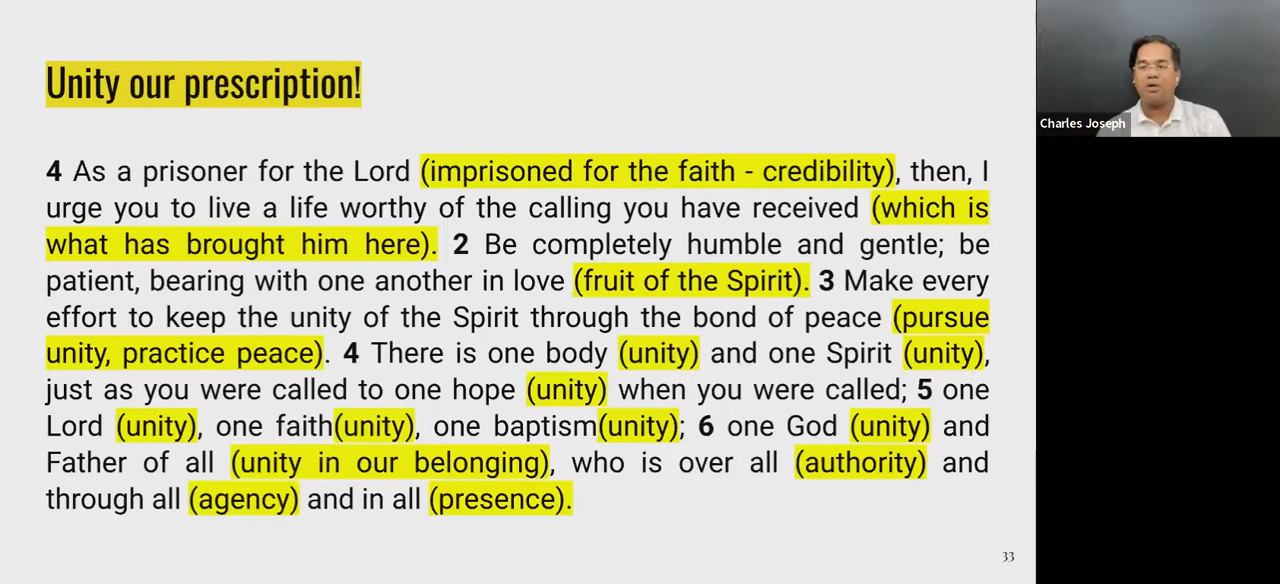 Unity our prescription!
4 As a prisoner for the Lord (imprisoned for the faith - credibility), then, I
urge you to live a life worthy of the calling you have received (which is
what has brought him here). 2 Be completely humble and gentle; be
patient, bearing with one another in love (fruit of the Spirit). 3 Make every
effort to keep the unity of the Spirit through the bond of peace (pursue
unity, practice peace). 4 There is one body (unity) and one Spirit (unity),
just as you were called to one hope (unity) when you were called; 5 one
Lord (unity), one faith(unity), one baptism(unity); 6 one God (unity) and
Father of all (unity in our belonging), who is over all (authority) and
through all (agency) and in all (presence).
33
Charles Joseph